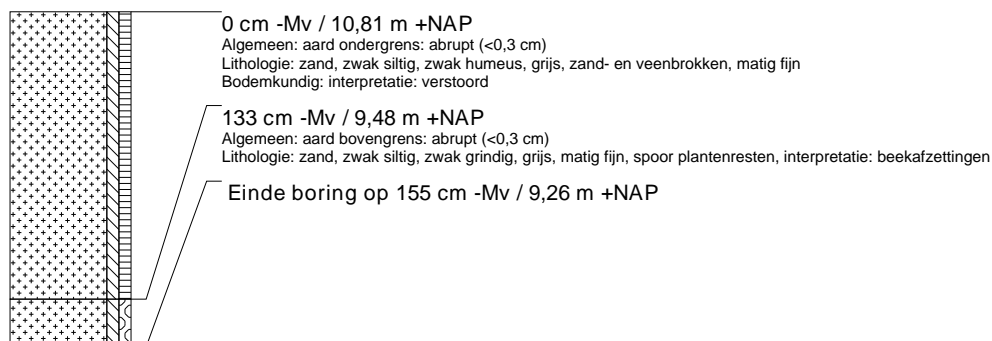 0 cm -Mv / 10,81 m +NAP
Algemeen: aard ondergrens: abrupt (<0,3 cm)
Lithologie: zand, zwak siltig, zwak humeus, grijs, zand- en veenbrokken, matig fijn
Bodemkundig: interpretatie: verstoord
133 cm -Mv / 9,48 m +NAP
Algemeen: aard bovengrens: abrupt (<0,3 cm)
Lithologie: zand, zwak siltig, zwak grindig, grijs, matig fijn, spoor plantenresten, interpretatie: beekafzettingen
Einde boring op 155 cm -Mv / 9,26 m +NAP